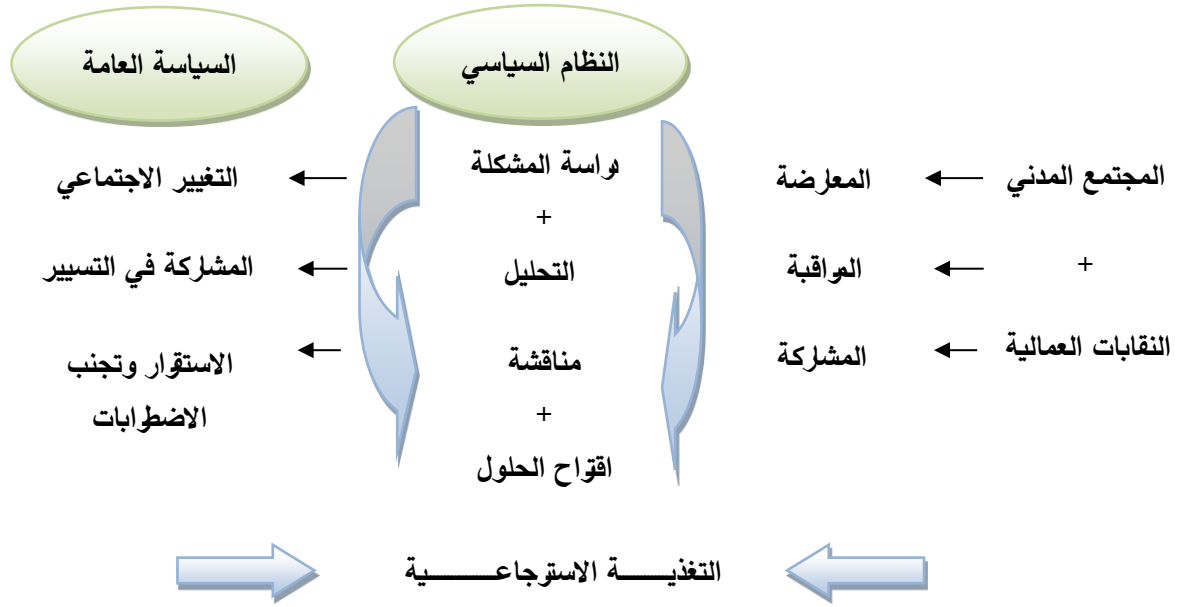 النظام السياسي
السياسة العامة
المجتمع المدني
+
النقابات العمالية
المعارضة
المراقبة
المشاركة
دراسة المشكلة
+
التحليل
مناقشة
+
اقتراح الحلول
التغيير الاجتماعي
المشاركة في التسيير
الاستقرار وتجنب
الاضطرابات
التغذيـــــة الاسترجاعـــــــية